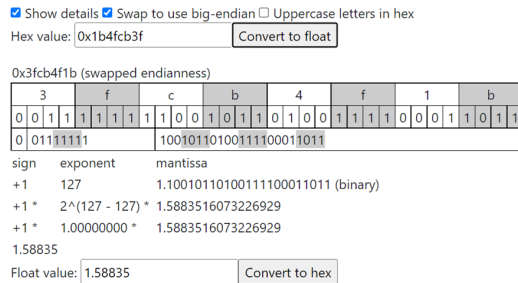 Show details Swap to use big-endian Uppercase letters in hex
Hex value: 0x1b4fcb3f Convert to float
0x3fcb4f1b (swapped endianness)
3 f c b 4 f 1 b
0 0 1 1 1 1 1 1 1 1 0 0 1 0 1 1 0 1 0 0 1 1 1 1 0 0 0 1 1 0 1 1
0 01111111 10010110100111100011011
sign exponent mantissa
+1 127 1.10010110100111100011011 (binary)
+1 * 2^(127 - 127) * 1.5883516073226929
+1 * 1.00000000 * 1.5883516073226929
1.58835
Float value: 1.58835 Convert to hex